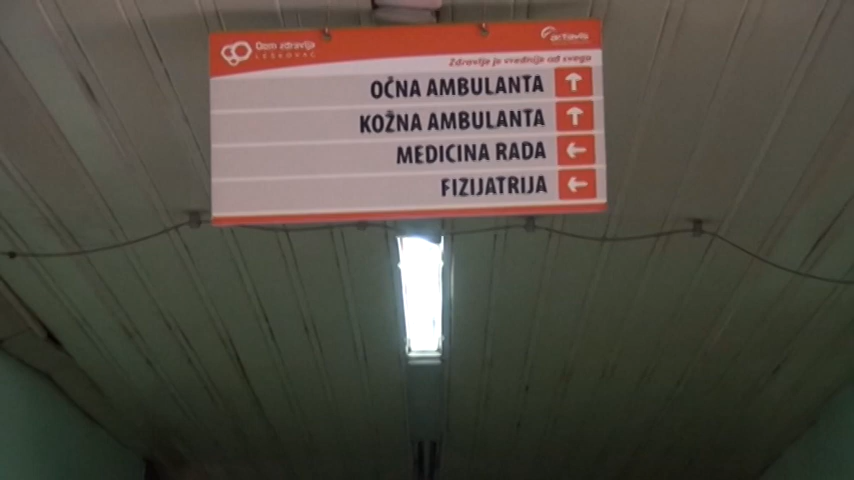 Dom zdravlja
LESKOVAC
actavis
Zdravlje je vrednije od svega
OČNA AMBULANTA
KOŽNA AMBULANTA
MEDICINA RADA
FIZIJATRIJA